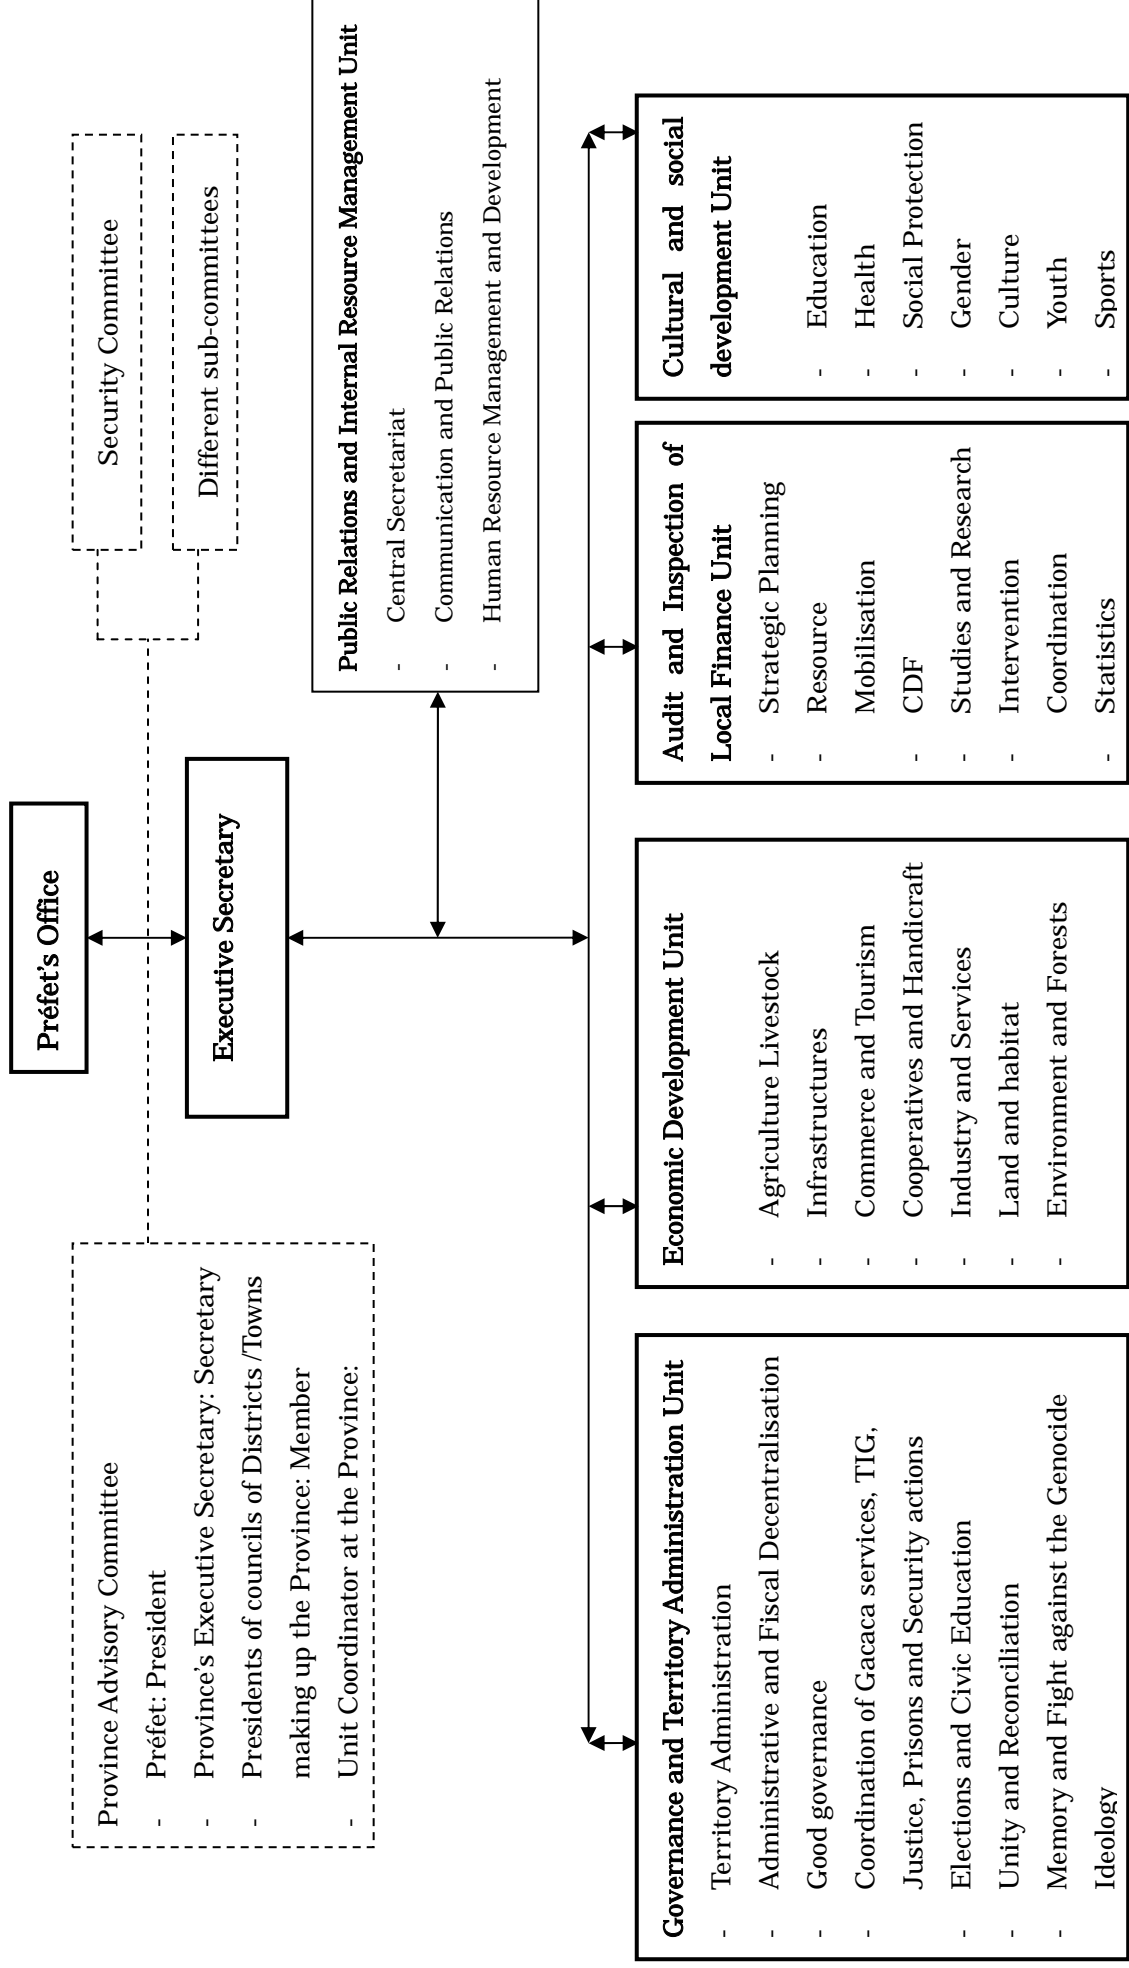 Préfet's Office
Province Advisory Committee
- Préfet: President
- Province's Executive Secretary: Secretary
- Presidents of councils of Districts /Towns
making up the Province: Member
- Unit Coordinator at the Province:
Executive Secretary
Security Committee
Different sub-committees
Public Relations and Internal Resource Management Unit
- Central Secretariat
- Communication and Public Relations
- Human Resource Management and Development
Governance and Territory Administration Unit
- Territory Administration
- Administrative and Fiscal Decentralisation
- Good governance
- Coordination of Gacaca services, TIG,
Justice, Prisons and Security actions
- Elections and Civic Education
- Unity and Reconciliation
- Memory and Fight against the Genocide
Ideology
Economic Development Unit
- Agriculture Livestock
- Infrastructures
- Commerce and Tourism
- Cooperatives and Handicraft
- Industry and Services
- Land and habitat
- Environment and Forests
Audit and Inspection of
Local Finance Unit
- Strategic Planning
- Resource
Mobilisation
- CDF
- Studies and Research
- Intervention
Coordination
- Statistics
Cultural and social
development Unit
- Education
- Health
- Social Protection
- Gender
- Culture
- Youth
- Sports